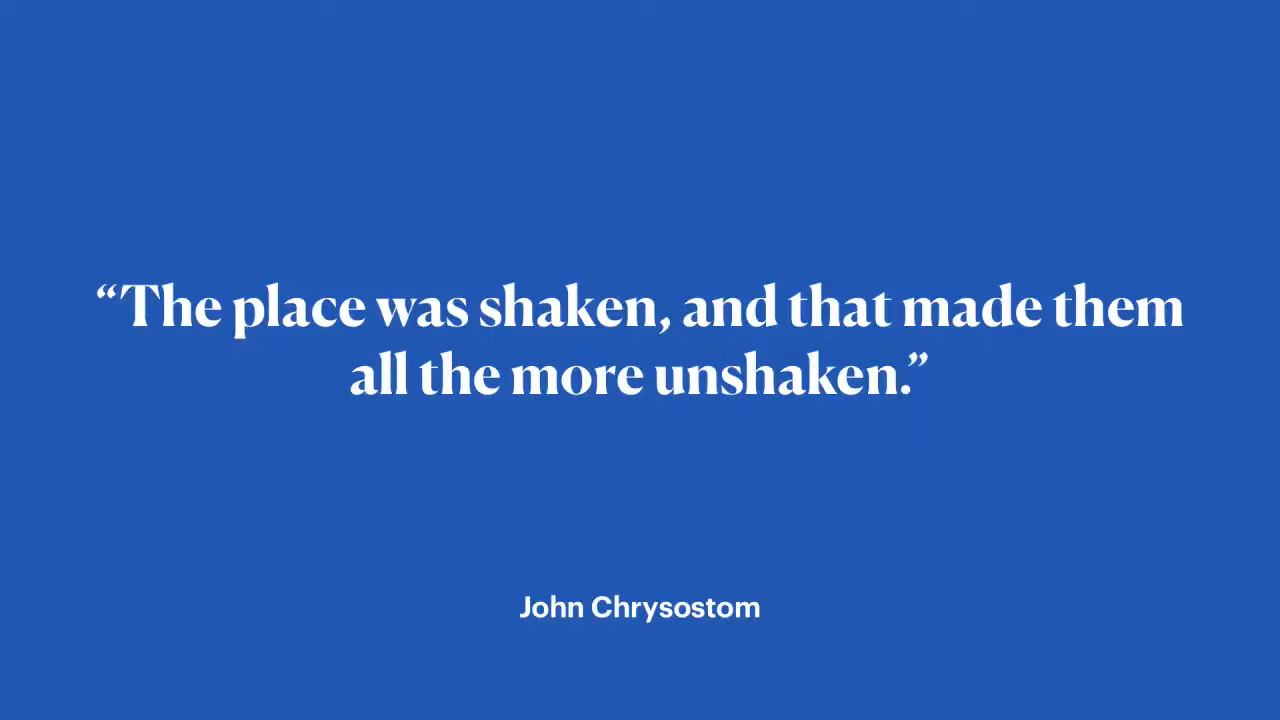 “The place was shaken, and that made them
all the more unshaken.”
John Chrysostom